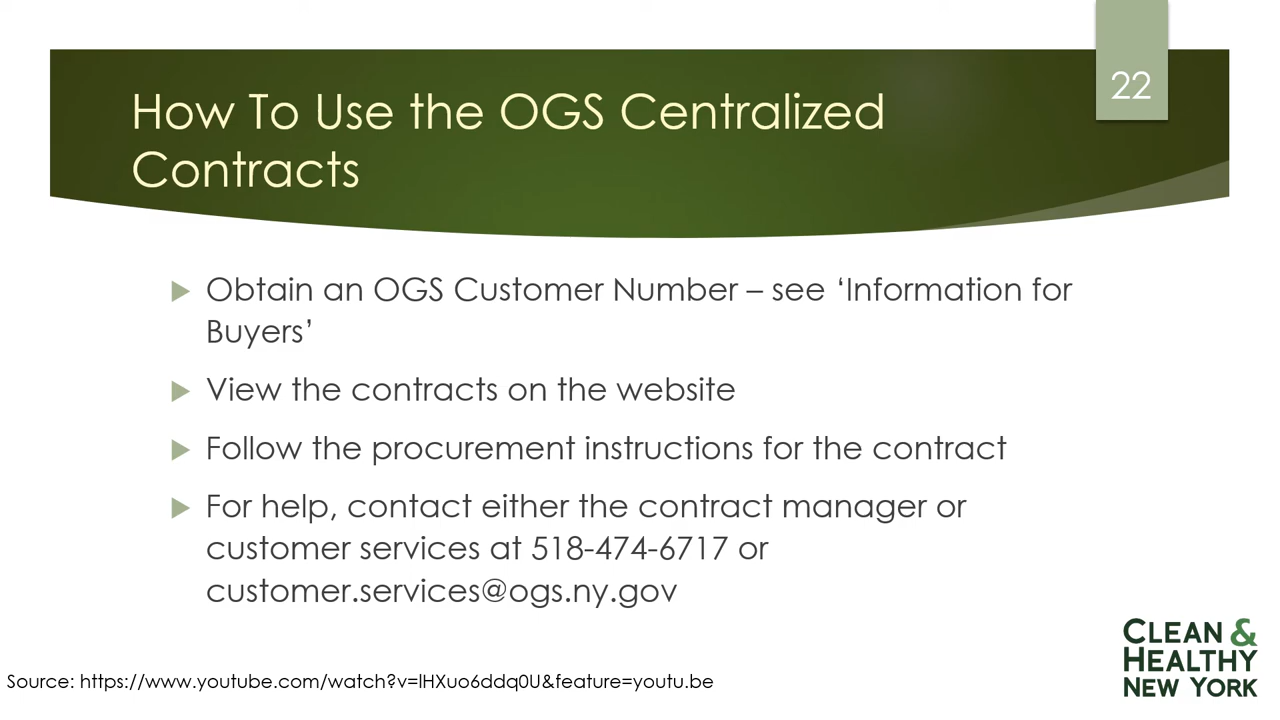 22
How To Use the OGS Centralized
Contracts
Obtain an OGS Customer Number – see ‘Information for
Buyers’
View the contracts on the website
Follow the procurement instructions for the contract
For help, contact either the contract manager or
customer services at 518-474-6717 or
customer.services@ogs.ny.gov
CLEAN &
HEALTHY
NEW YORK
Source: https://www.youtube.com/watch?v=lHXuo6ddq0U&feature=youtu.be